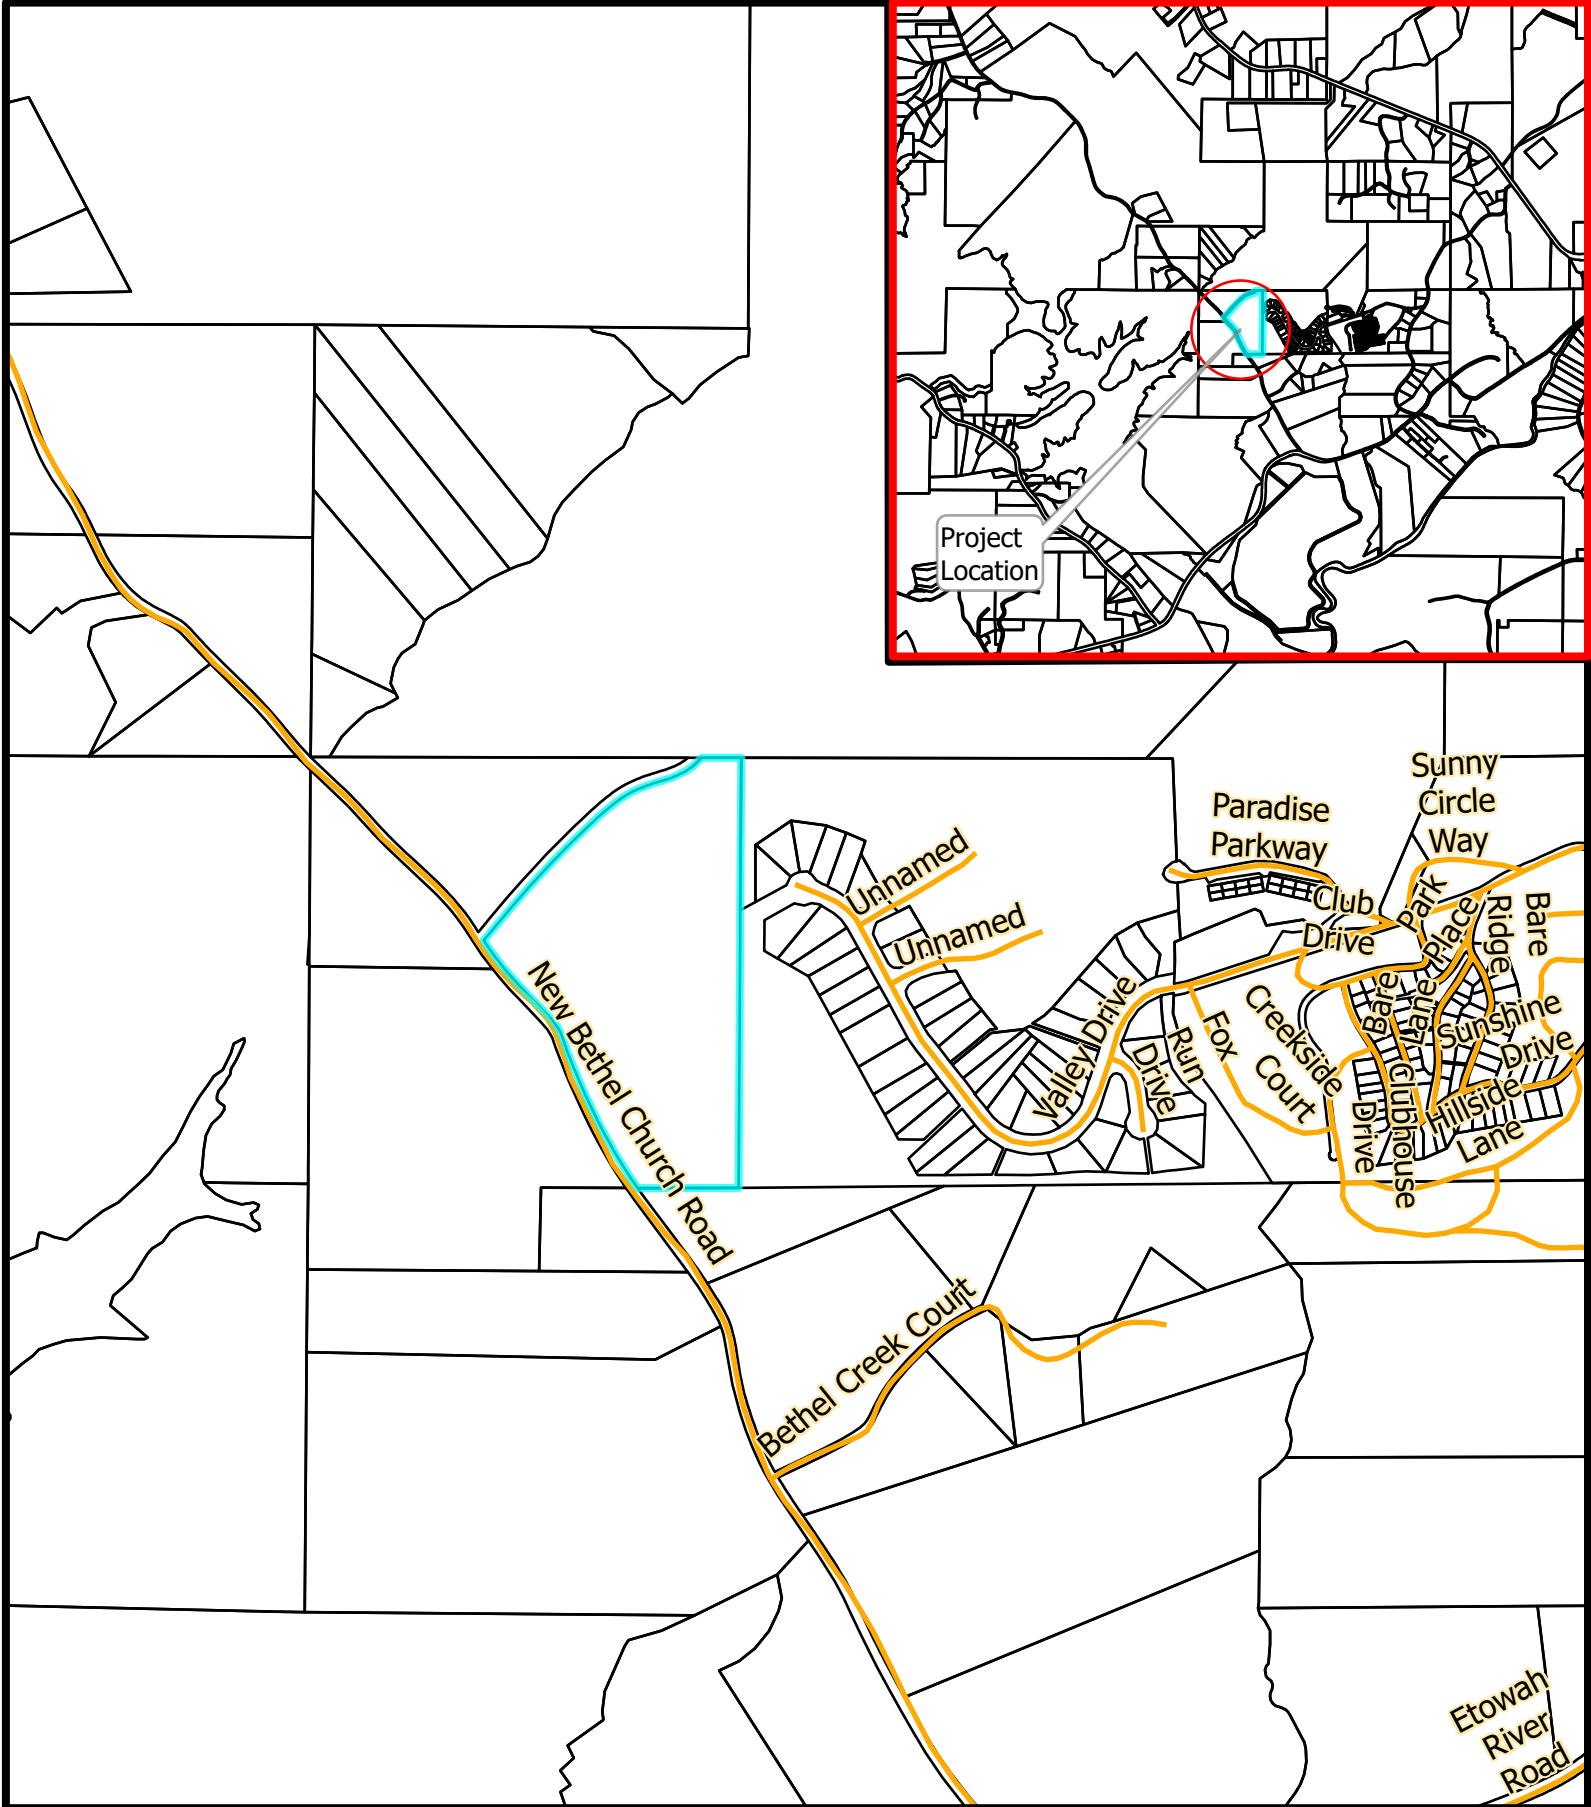 Project
Location
Sunny
Circle
Way
Paradise
Parkway
Unnamed
Unnamed
Club
Drive
Park
Place
Ridge
Bare
New Bethel Church Road
Valley Drive
Run
Drive
Fox
Creekside
Court
Bare
Lane
Sunshine
Drive
Hillside
Lane
Clubhouse
Drive
Bethel Creek Court
Etowah
River
Road